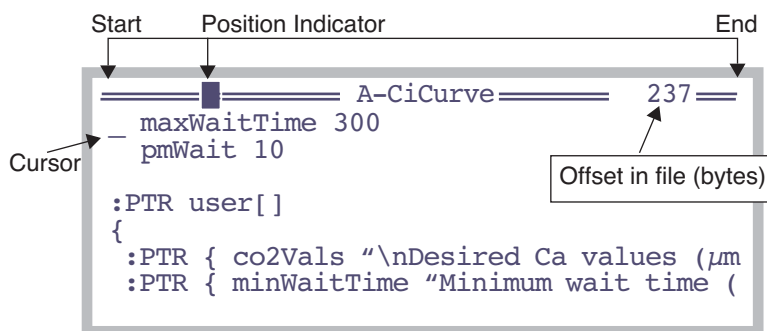 Start Position Indicator End
A-CiCurve 237
_ maxWaitTime 300
Cursor
pmWait 10
Offset in file (bytes)
:PTR user[]
{
:PTR { co2Vals “\nDesired Ca values (µm
:PTR { minWaitTime “Minimum wait time (